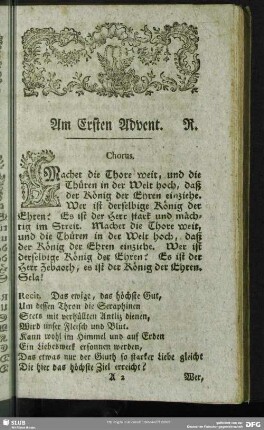 Am Ersten Advent. R.
Chorus.
Machet die Thore weit, und die
Thüren in der Welt hoch, daß
der König der Ehren einziehe.
Wer ist derselbige König der
Ehren? Es ist der Herr stark und mäch-
tig im Streit. Machet die Thore weit,
und die Thüren in der Welt hoch, daß
der König der Ehren einziehe. Wer ist
derselbige König der Ehren? Es ist der
Herr Zebaoth, es ist der König der Ehren.
Sela!
Recit. Das ewige, das höchste Gut,
Um dessen Thron die Seraphinen
Stets mit verhülltem Antlitz dienen,
Wird unser Fleisch und Blut.
Kann wohl im Himmel und auf Erden
Ein Liebeswerk ersonnen werden,
Das etwas nur der Gluth so starker Liebe gleicht
Die hier das höchste Ziel erreicht?
A 2 Wer,
SLUB
DFG